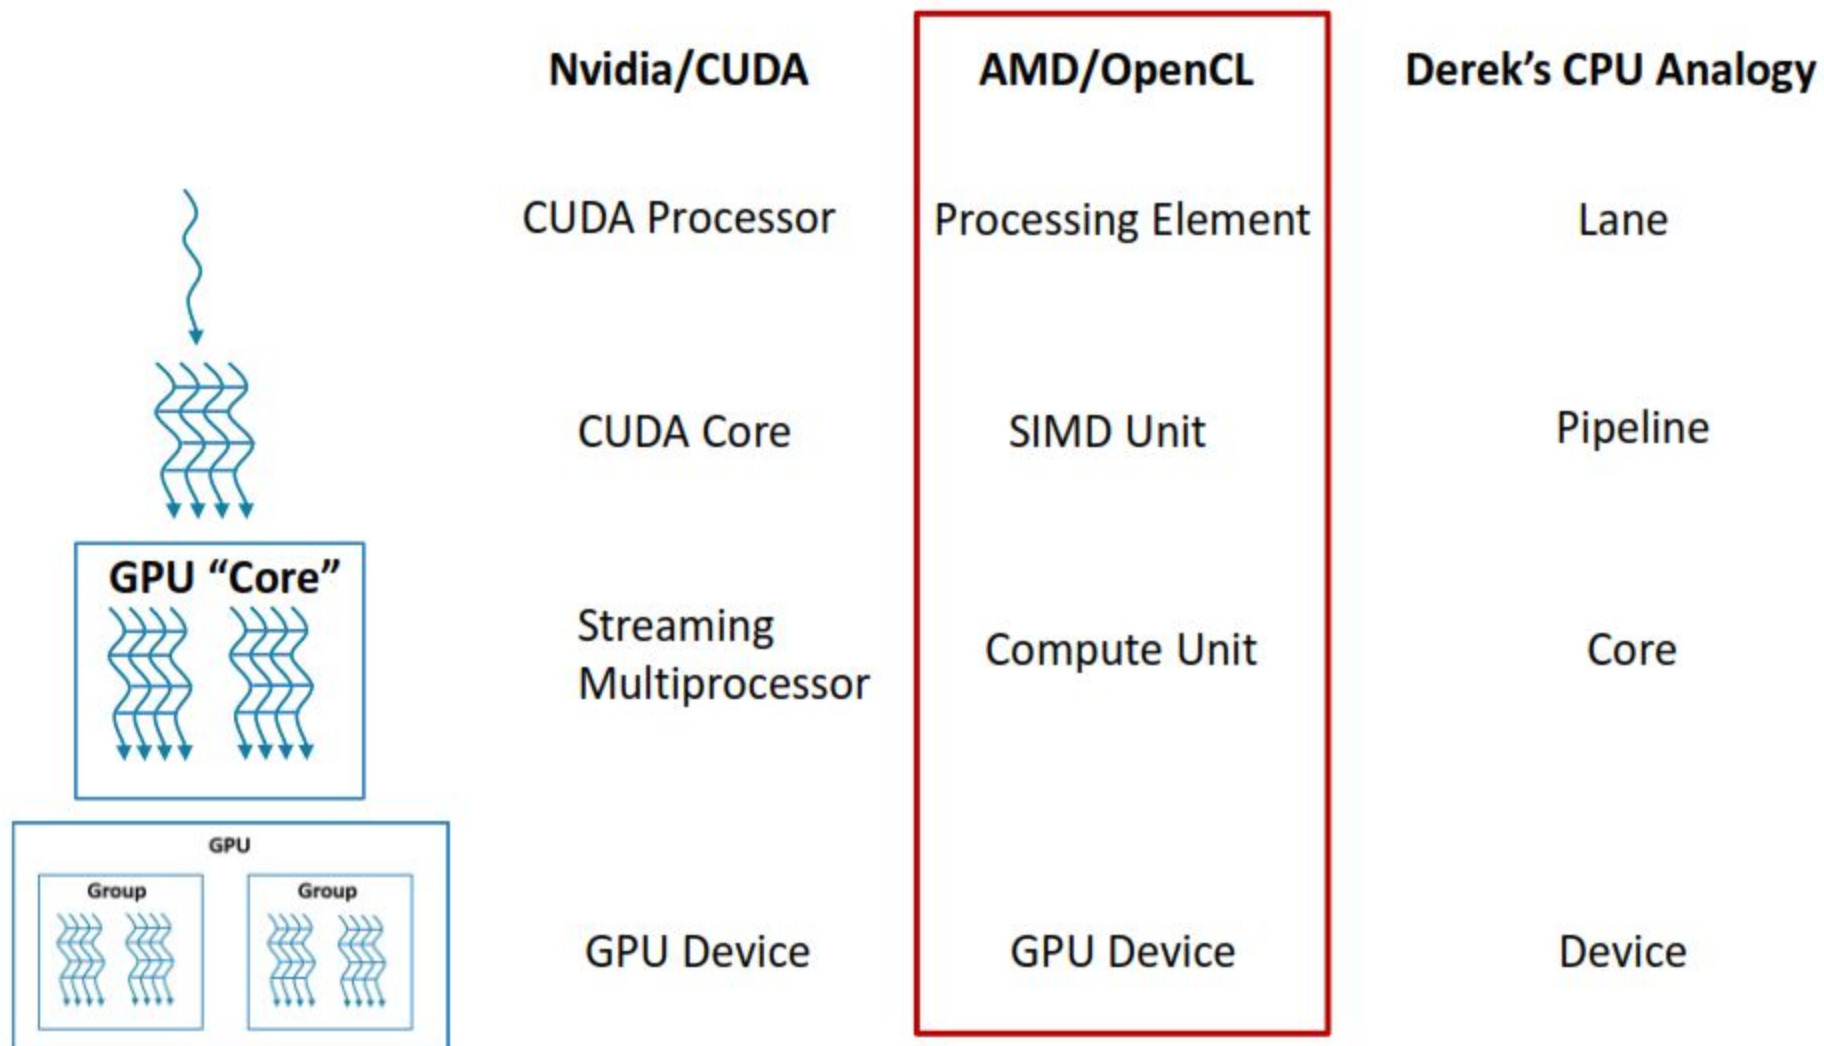 Nvidia/CUDA
AMD/OpenCL
Derek’s CPU Analogy
CUDA Processor
Processing Element
Lane
CUDA Core
SIMD Unit
Pipeline
GPU “Core”
Streaming
Multiprocessor
Compute Unit
Core
GPU
Group
Group
GPU Device
GPU Device
Device